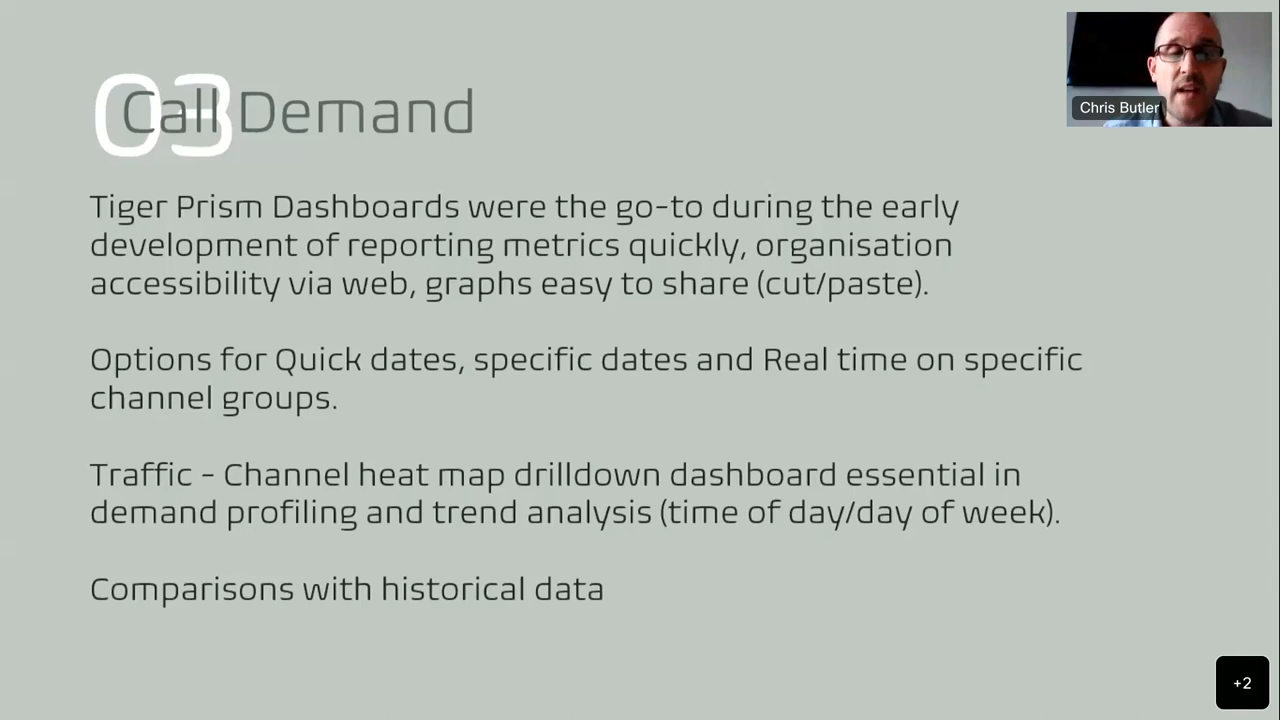 03
Call Demand
Chris Butler
Tiger Prism Dashboards were the go-to during the early
development of reporting metrics quickly, organisation
accessibility via web, graphs easy to share (cut/paste).
Options for Quick dates, specific dates and Real time on specific
channel groups.
Traffic - Channel heat map drilldown dashboard essential in
demand profiling and trend analysis (time of day/day of week).
Comparisons with historical data
+2